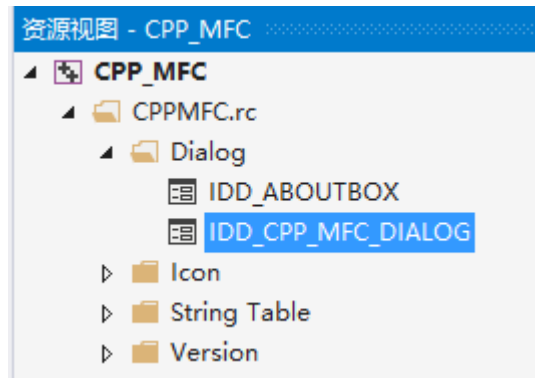 资源视图 - CPP_MFC
CPP_MFC
CPPMFC.rc
Dialog
IDD_ABOUTBOX
IDD_CPP_MFC_DIALOG
Icon
String Table
Version